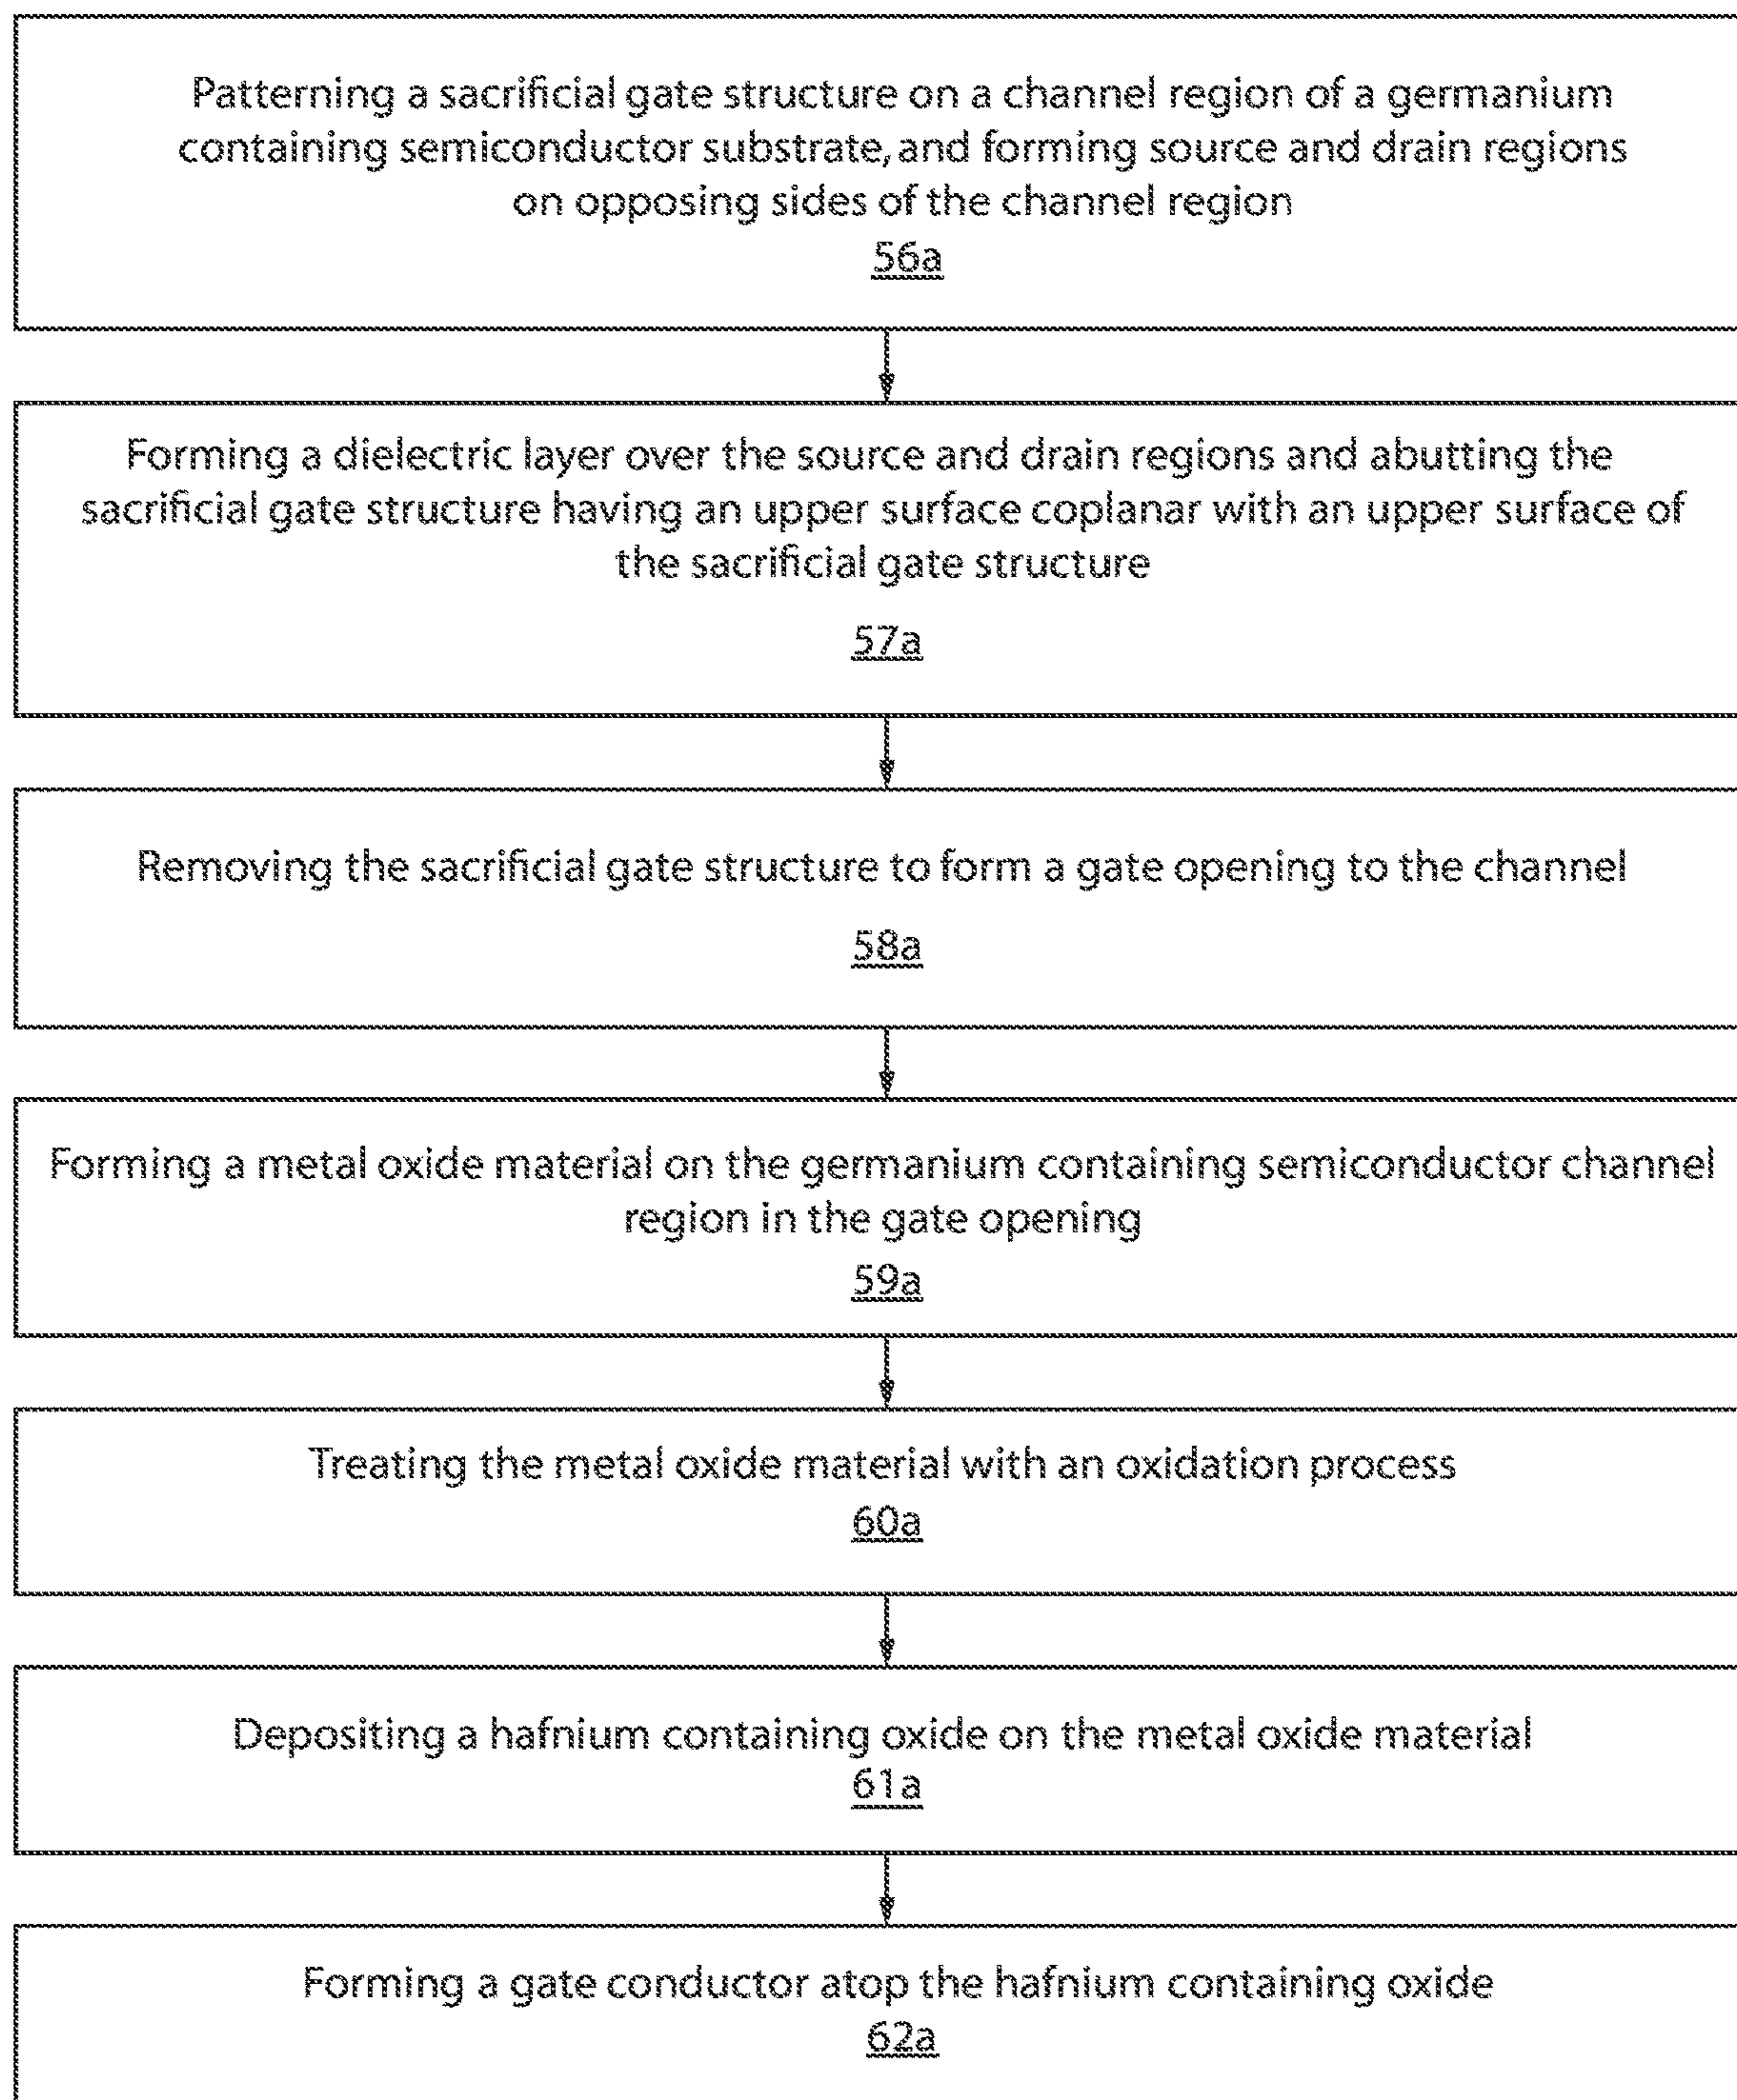 Patterning a sacrificial gate structure on a channel region of a germanium
containing semiconductor substrate, and forming source and drain regions
on opposing sides of the channel region
56a
Forming a dielectric layer over the source and drain regions and abutting the
sacrificial gate structure having an upper surface coplanar with an upper surface of
the sacrificial gate structure
57a
Removing the sacrificial gate structure to form a gate opening to the channel
58a
Forming a metal oxide material on the germanium containing semiconductor channel
region in the gate opening
59a
Treating the metal oxide material with an oxidation process
60a
Depositing a hafnium containing oxide on the metal oxide material
61a
Forming a gate conductor atop the hafnium containing oxide
62a